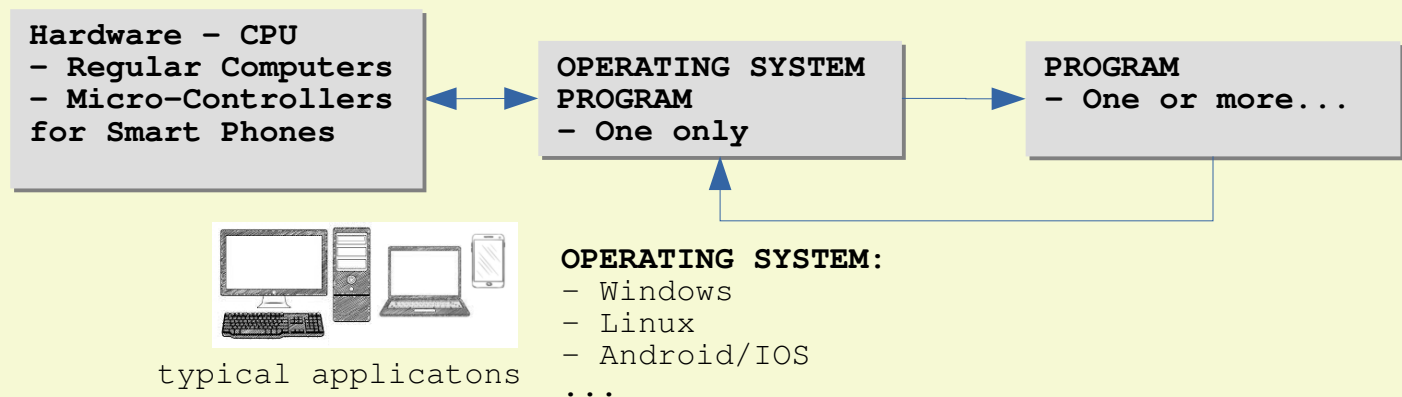 Hardware – CPU
– Regular Computers
– Micro-Controllers
for Smart Phones
OPERATING SYSTEM
PROGRAM
– One only
PROGRAM
– One or more...
typical applicatons
OPERATING SYSTEM:
– Windows
– Linux
– Android/IOS
...